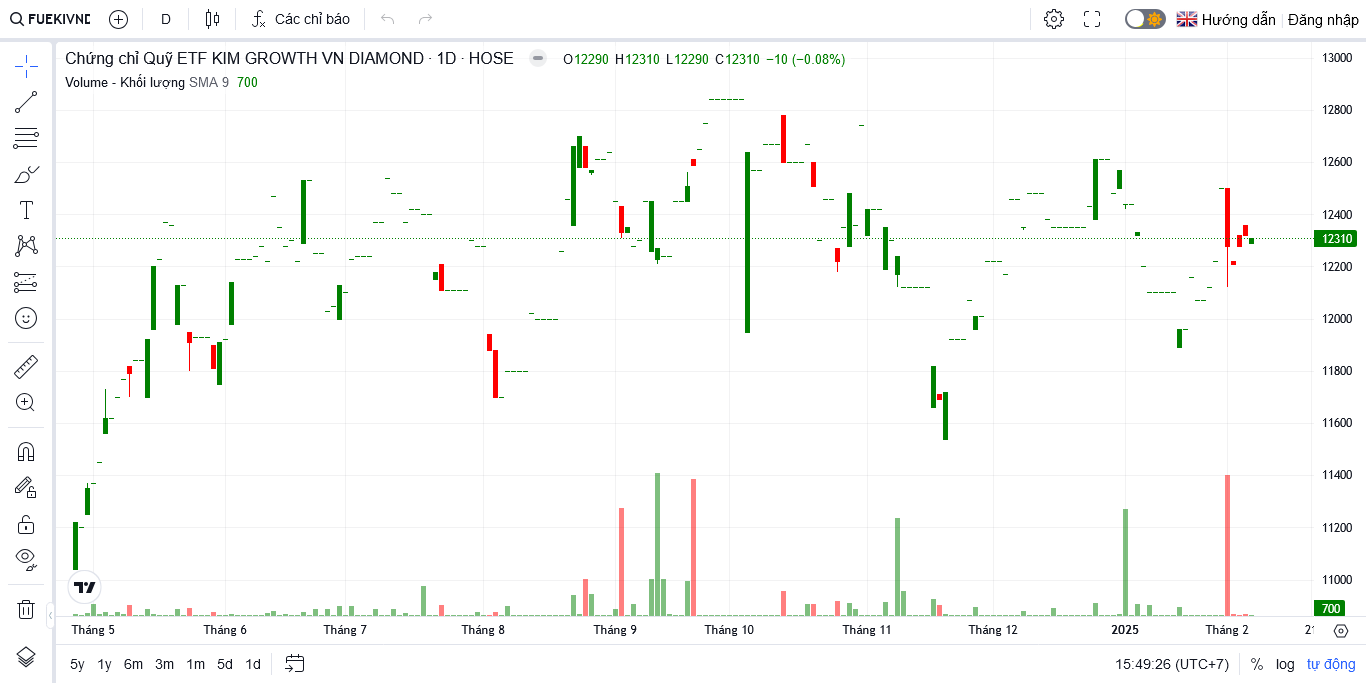 FUEKIVNE D Các chỉ báo Hướng dẫn Đăng nhập
Chứng chỉ Quỹ ETF KIM GROWTH VN DIAMOND · 1D · HOSE O12290 H12310 L12290 C12310 −10 (−0.08%)
Volume - Khối lượng SMA 9 700
13000
12800
12600
12400
12310
12200
12000
11800
11600
11400
11200
11000
700
Tháng 5 Tháng 6 Tháng 7 Tháng 8 Tháng 9 Tháng 10 Tháng 11 Tháng 12 2025 Tháng 2 21
5y 1y 6m 3m 1m 5d 1d 15:49:26 (UTC+7) % log tự động